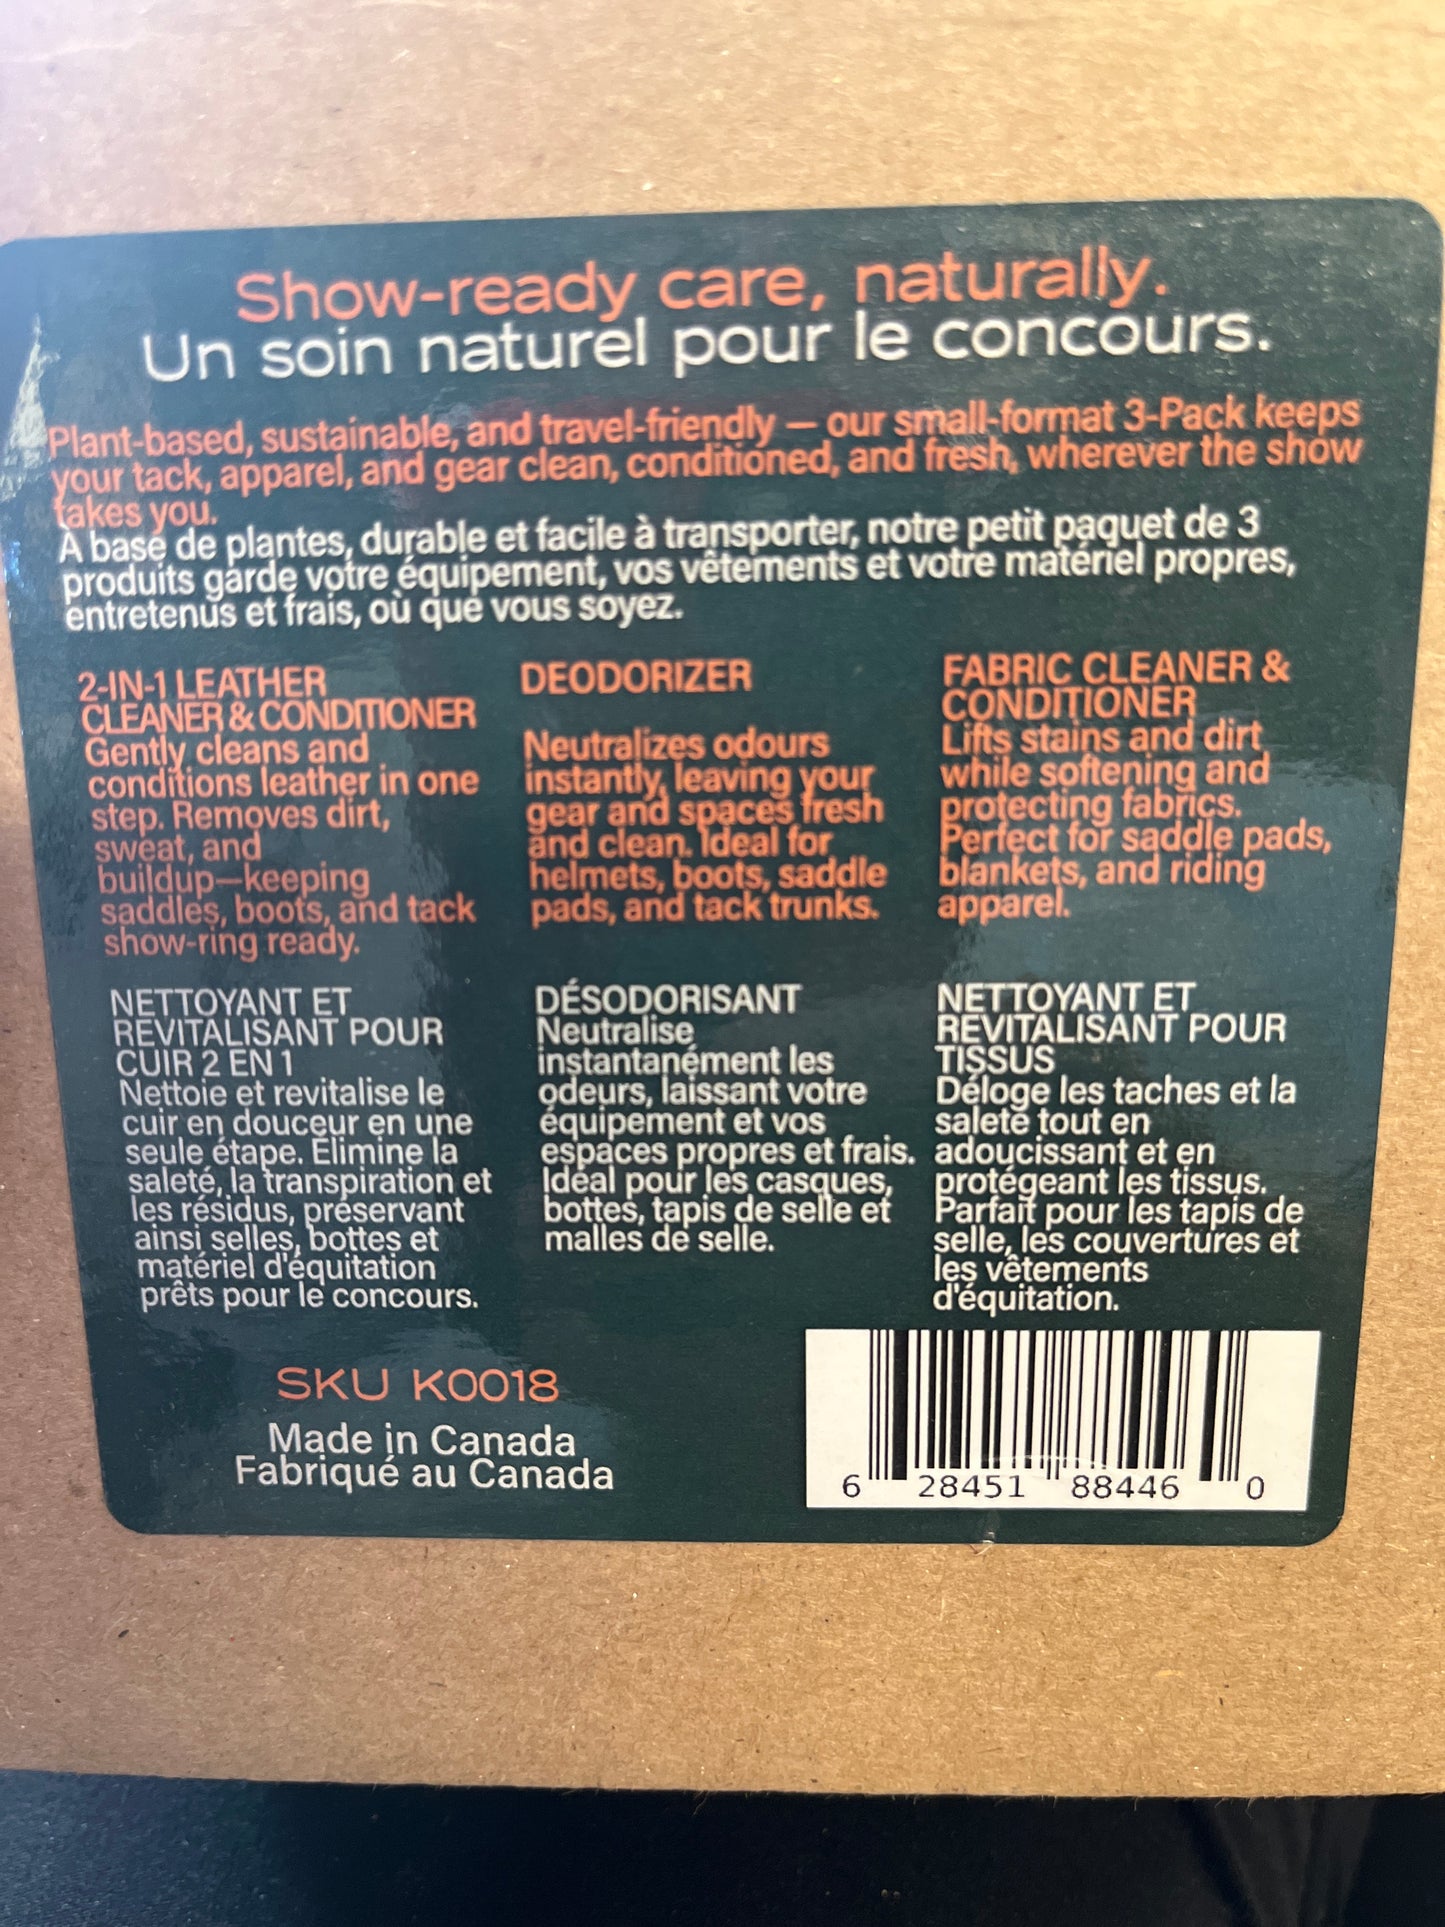 Show-ready care, naturally.
Un soin naturel pour le concours.
Plant-based, sustainable, and travel-friendly — our small-format 3-Pack keeps
your tack, apparel, and gear clean, conditioned, and fresh, wherever the show
takes you.
À base de plantes, durable et facile à transporter, notre petit paquet de 3
produits garde votre équipement, vos vêtements et votre matériel propres,
entretenus et frais, où que vous soyez.
2-IN-1 LEATHER
CLEANER & CONDITIONER
Gently cleans and
conditions leather in one
step. Removes dirt,
sweat, and
buildup—keeping
saddles, boots, and tack
show-ring ready.
DEODORIZER
Neutralizes odours
instantly, leaving your
gear and spaces fresh
and clean. Ideal for
helmets, boots, saddle
pads, and tack trunks.
FABRIC CLEANER &
CONDITIONER
Lifts stains and dirt
while softening and
protecting fabrics.
Perfect for saddle pads,
blankets, and riding
apparel.
NETTOYANT ET
REVITALISANT POUR
CUIR 2 EN 1
Nettoie et revitalise le
cuir en douceur en une
seule étape. Élimine la
saleté, la transpiration et
les résidus, préservant
ainsi selles, bottes et
matériel d'équitation
prêts pour le concours.
DÉSODORISANT
Neutralise
instantanément les
odeurs, laissant votre
équipement et vos
espaces propres et frais.
Idéal pour les casques,
bottes, tapis de selle et
malles de selle.
NETTOYANT ET
REVITALISANT POUR
TISSUS
Déloge les taches et la
saleté tout en
adoucissant et en
protégeant les tissus.
Parfait pour les tapis de
selle, les couvertures et
les vêtements
d'équitation.
SKU K0018
Made in Canada
Fabriqué au Canada
6 28451 88446 0